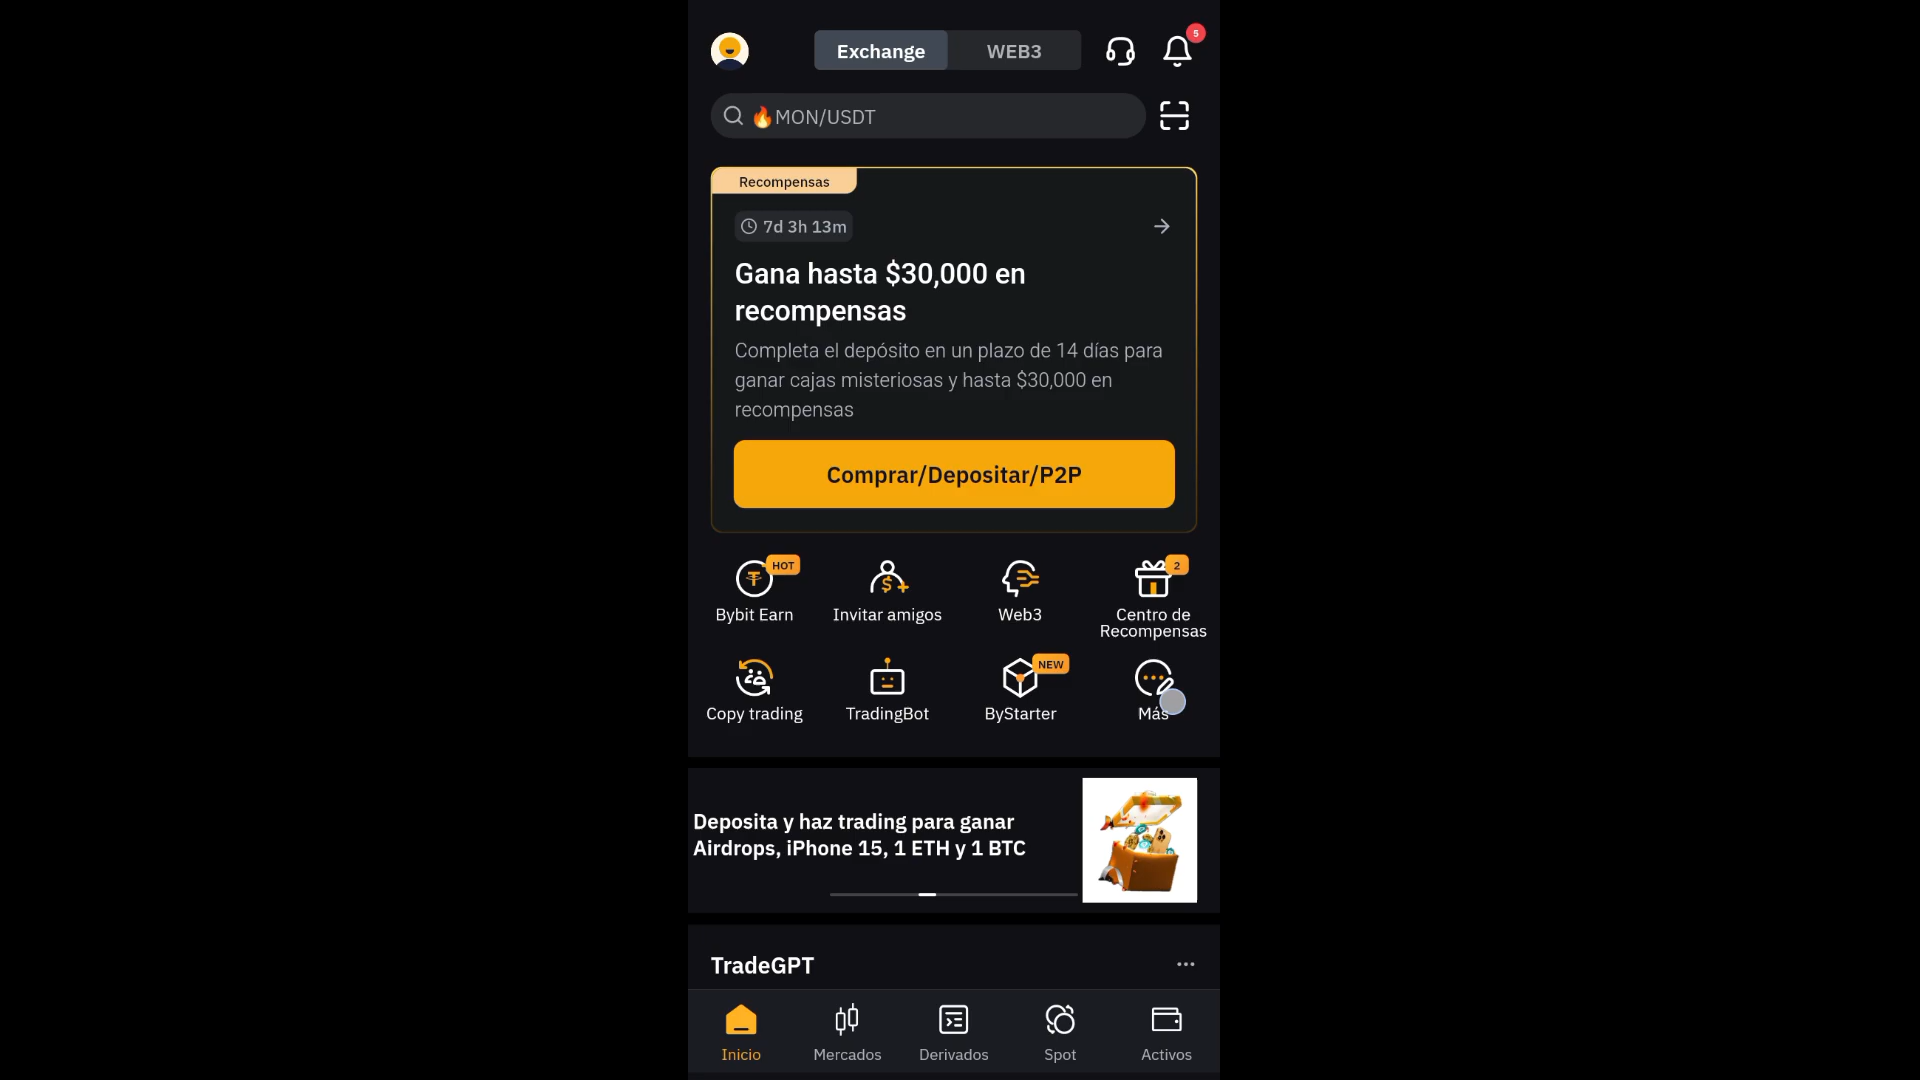 Exchange
WEB3
5
🔥MON/USDT
Recompensas
7d 3h 13m
Gana hasta $30,000 en
recompensas
Completa el depósito en un plazo de 14 días para
ganar cajas misteriosas y hasta $30,000 en
recompensas
Comprar/Depositar/P2P
HOT
2
Bybit Earn
Invitar amigos
Web3
Centro de
Recompensas
NEW
Copy trading
TradingBot
ByStarter
Más
Deposita y haz trading para ganar
Airdrops, iPhone 15, 1 ETH y 1 BTC
TradeGPT
Inicio
Mercados
Derivados
Spot
Activos